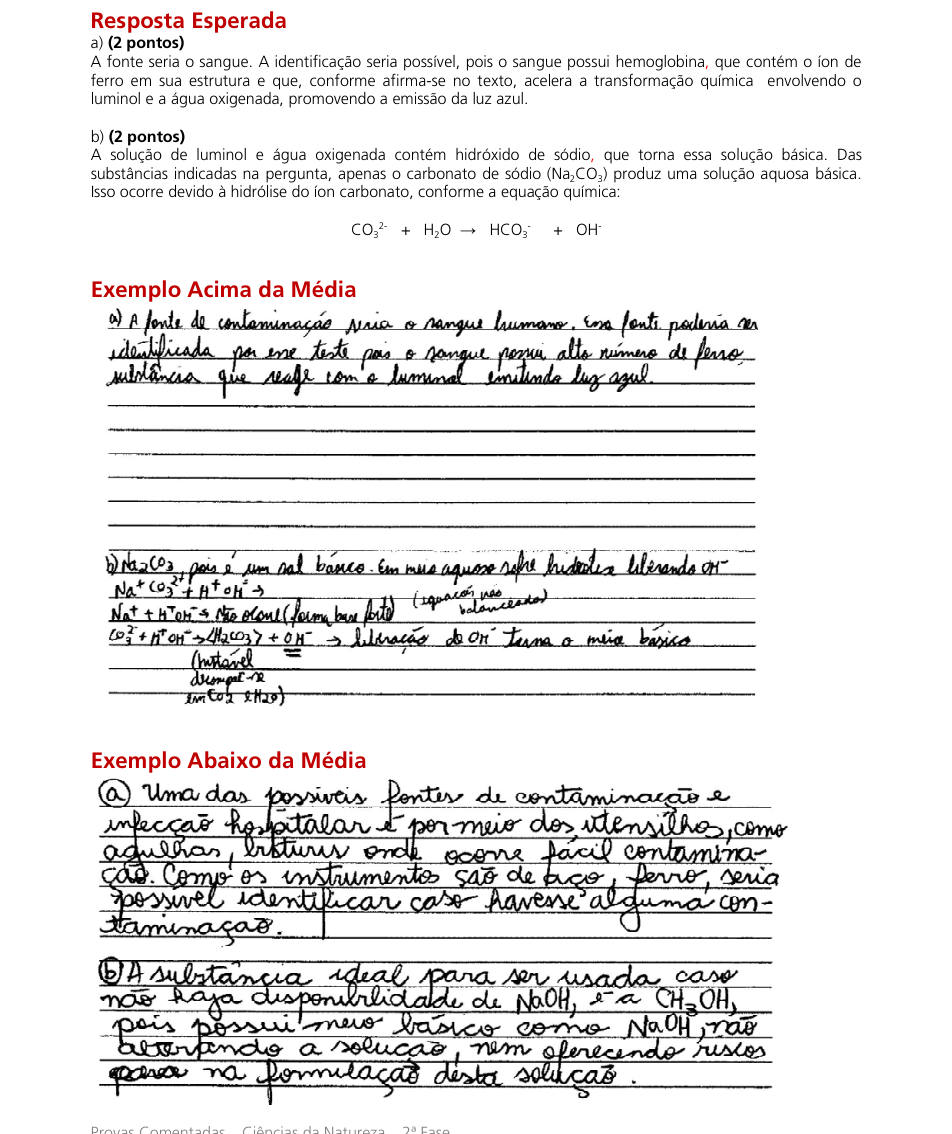 Resposta Esperada
a) (2 pontos)
A fonte seria o sangue. A identificação seria possível, pois o sangue possui hemoglobina, que contém o íon de
ferro em sua estrutura e que, conforme afirma-se no texto, acelera a transformação química envolvendo o
luminol e a água oxigenada, promovendo a emissão da luz azul.
b) (2 pontos)
A solução de luminol e água oxigenada contém hidróxido de sódio, que torna essa solução básica. Das
substâncias indicadas na pergunta, apenas o carbonato de sódio (Na₂CO₃) produz uma solução aquosa básica.
Isso ocorre devido à hidrólise do íon carbonato, conforme a equação química:
CO₃²⁻ + H₂O → HCO₃⁻ + OH⁻
Exemplo Acima da Média
a) A fonte de contaminação seria o sangue humano. Essa fonte poderia ser
identificada por esse teste pois o sangue possui alto número de ferro,
substância que reage com o luminol emitindo luz azul.
b) Na2CO3, pois é um sal básico. Em meio aquoso sofre hidrólise liberando OH⁻
Na⁺ CO₃²⁻ + H⁺ OH⁻ →
(equação não
balanceada)
Na⁺ + H⁺OH⁻ → Não ocorre (forma base forte)
CO₃²⁻ + H⁺OH⁻ → (H2CO3) + OH⁻ → liberação de OH⁻ torna o meio básico
(instável
decompõe-se
em CO2 e H2O)
Exemplo Abaixo da Média
a) Uma das possiveis fontes de contaminação e
infecção hospitalar é por meio dos utensilhos, como
agulhas, bisturis onde ocorre fácil contamina-
ção. Como os instrumentos são de aço, ferro, seria
possível identificar caso havesse alguma con-
taminação.
b) A substância ideal para ser usada caso
não haja disponibilidade de NaOH, é a CH3OH,
pois possui meio básico como NaOH, não
alterando a solução, nem oferecendo riscos
na formulação desta solução.
Provas Comentadas Ciências da Natureza 2ª Fase